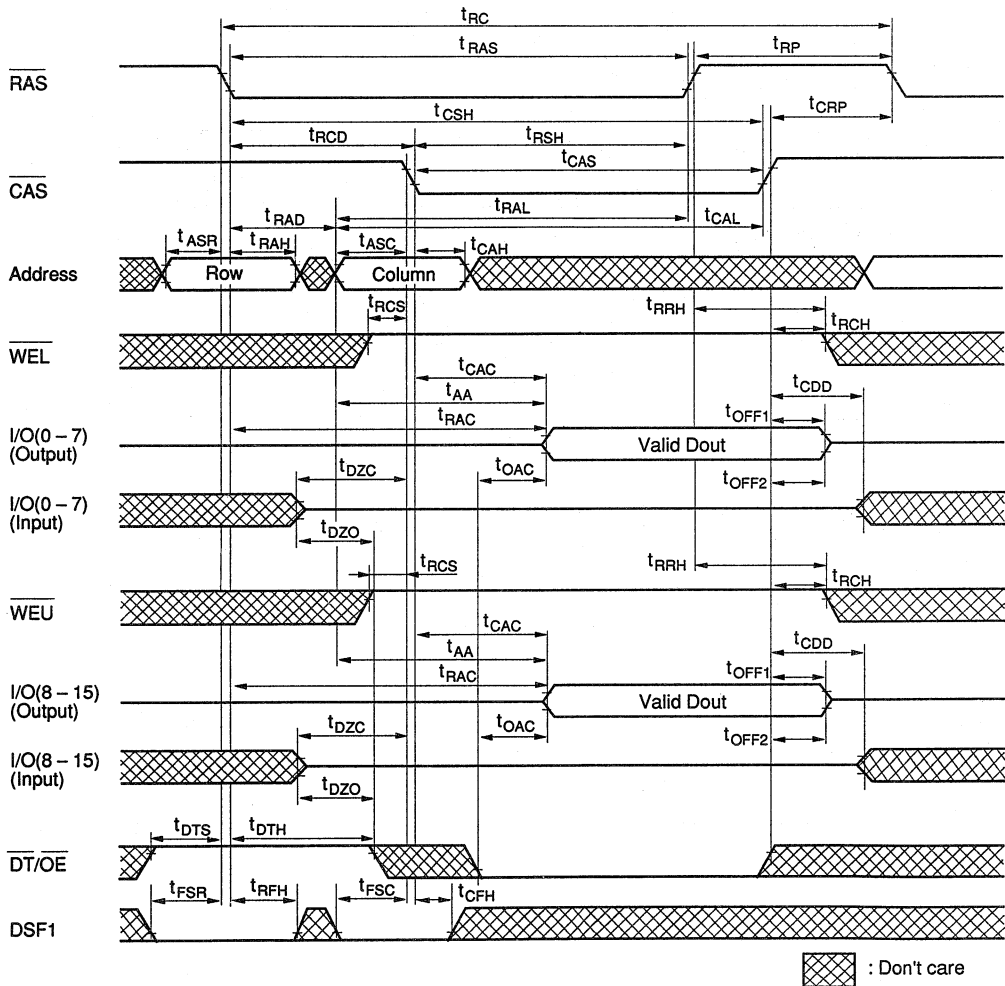 tRC
tRAS tRP
RAS
tCSH tCRP
tRCD tRSH
tCAS
CAS
tRAL
tRAD tCAL
tASR tRAH tASC tCAH
Address Row Column
tRCS tRRH tRCH
WEL
tCAC tCDD
tAA
tRAC tOFF1
I/O(0 – 7)
(Output) Valid Dout
tDZC tOAC tOFF2
I/O(0 – 7)
(Input)
tDZO
tRCS tRRH tRCH
WEU
tCAC tCDD
tAA
tRAC tOFF1
I/O(8 – 15)
(Output) Valid Dout
tDZC tOAC tOFF2
I/O(8 – 15)
(Input)
tDZO
tDTS tDTH
DT/OE
tFSR tRFH tFSC tCFH
DSF1
: Don't care